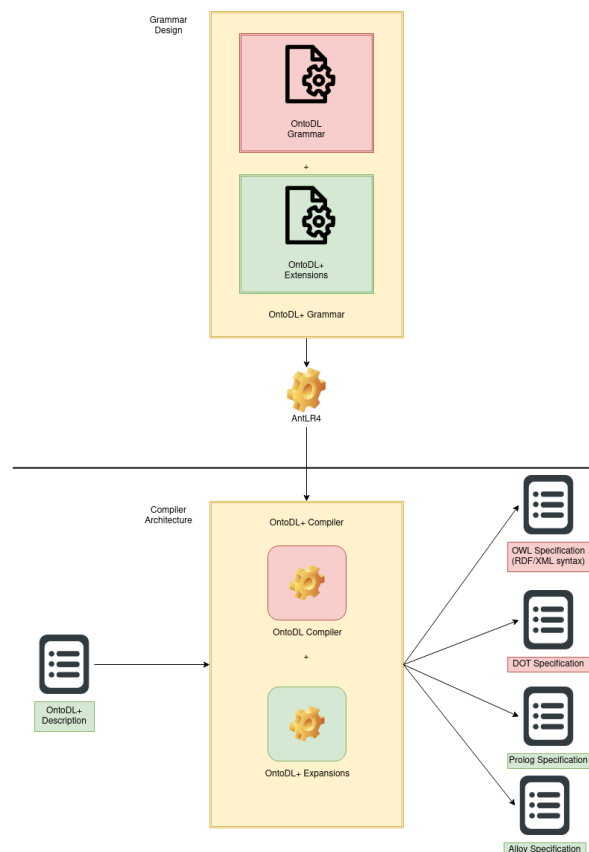 Grammar
Design
OntoDL
Grammar
+
OntoDL+
Extensions
OntoDL+ Grammar
AntLR4
Compiler
Architecture
OntoDL+ Compiler
OntoDL Compiler
+
OntoDL+ Expansions
OntoDL+
Description
OWL Specification
(RDF/XML syntax)
DOT Specification
Prolog Specification
Alloy Specification